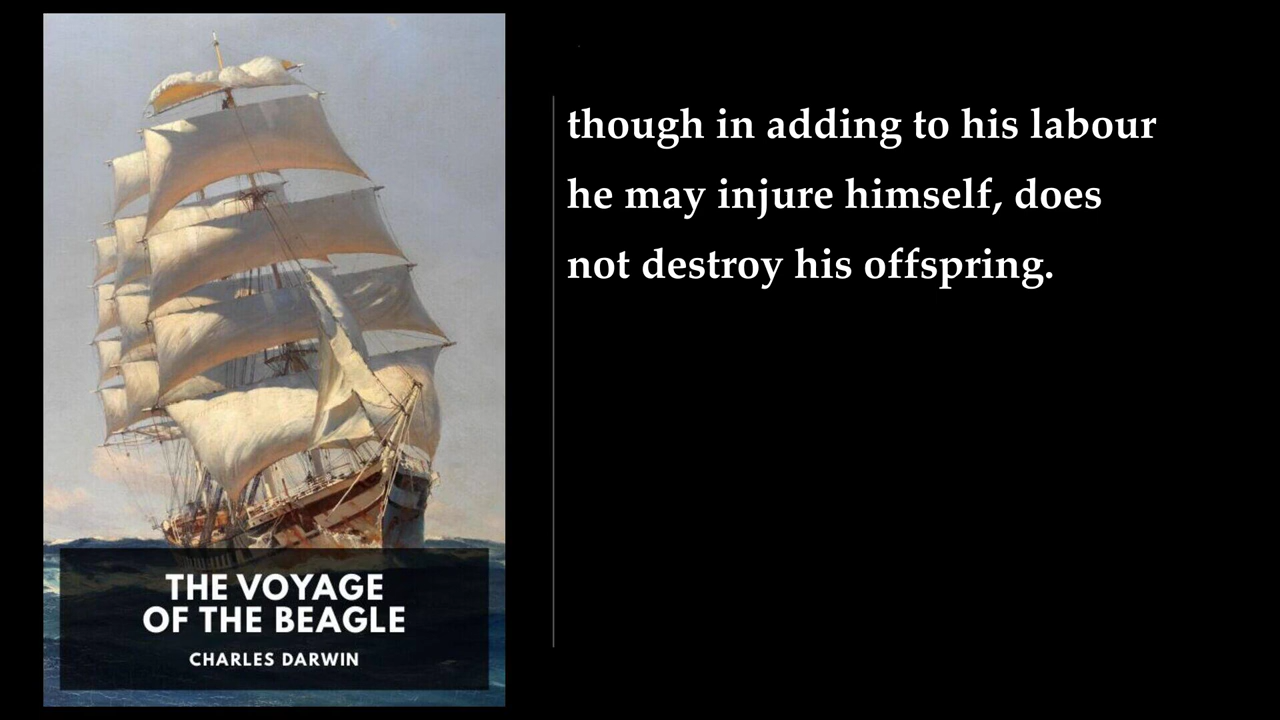 though in adding to his labour
he may injure himself, does
not destroy his offspring.
THE VOYAGE
OF THE BEAGLE
CHARLES DARWIN